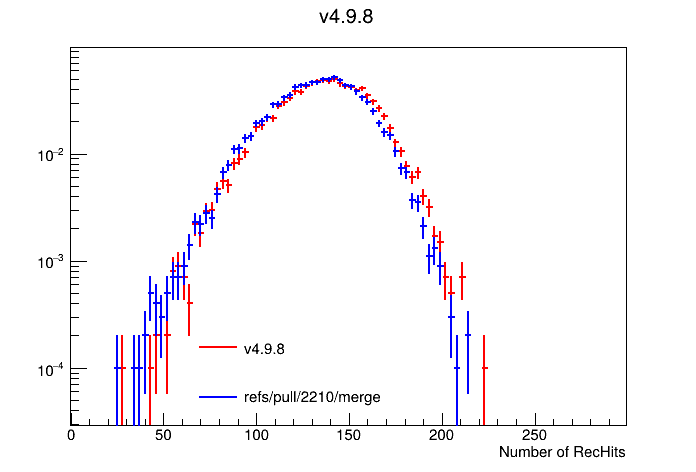 v4.9.8
10⁻²
10⁻³
10⁻⁴
v4.9.8
refs/pull/2210/merge
0 50 100 150 200 250
Number of RecHits